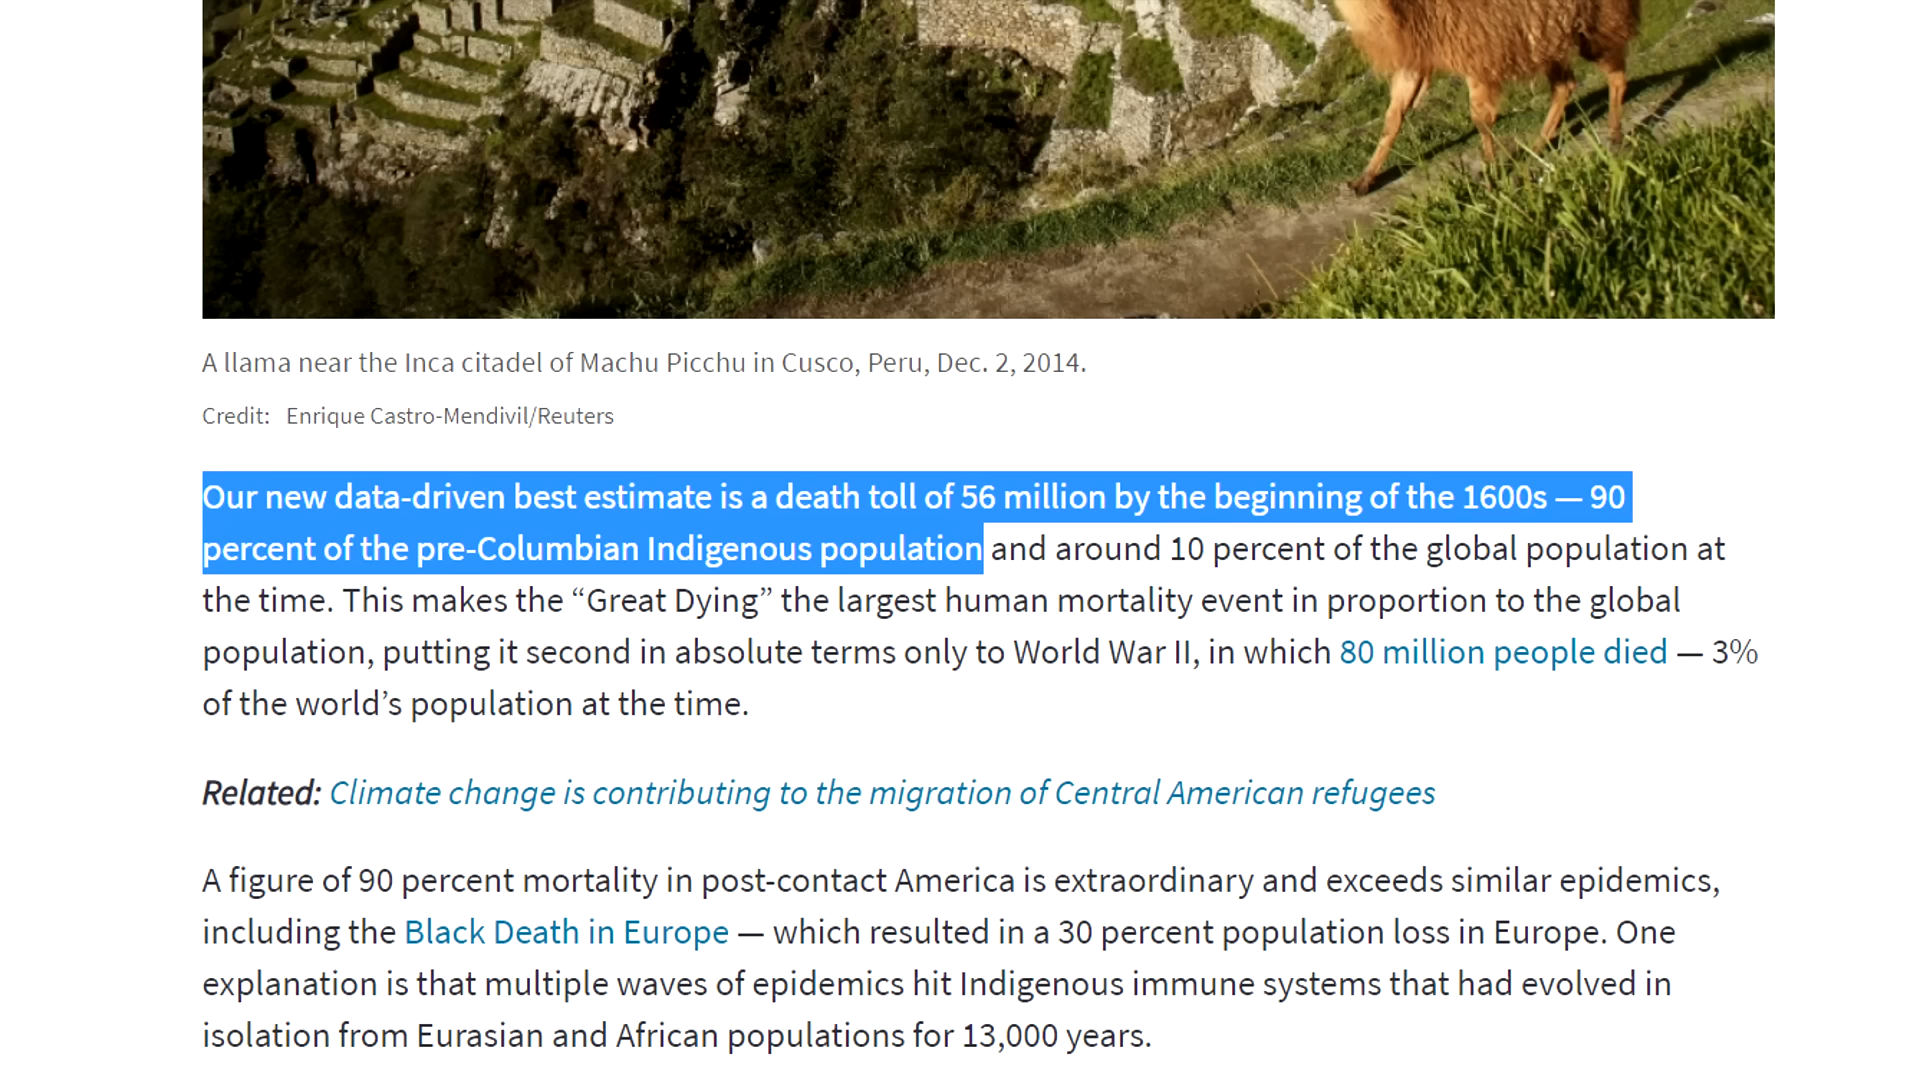 A llama near the Inca citadel of Machu Picchu in Cusco, Peru, Dec. 2, 2014.
Credit: Enrique Castro-Mendivil/Reuters
Our new data-driven best estimate is a death toll of 56 million by the beginning of the 1600s — 90
percent of the pre-Columbian Indigenous population and around 10 percent of the global population at
the time. This makes the “Great Dying” the largest human mortality event in proportion to the global
population, putting it second in absolute terms only to World War II, in which 80 million people died — 3%
of the world’s population at the time.
Related: Climate change is contributing to the migration of Central American refugees
A figure of 90 percent mortality in post-contact America is extraordinary and exceeds similar epidemics,
including the Black Death in Europe — which resulted in a 30 percent population loss in Europe. One
explanation is that multiple waves of epidemics hit Indigenous immune systems that had evolved in
isolation from Eurasian and African populations for 13,000 years.